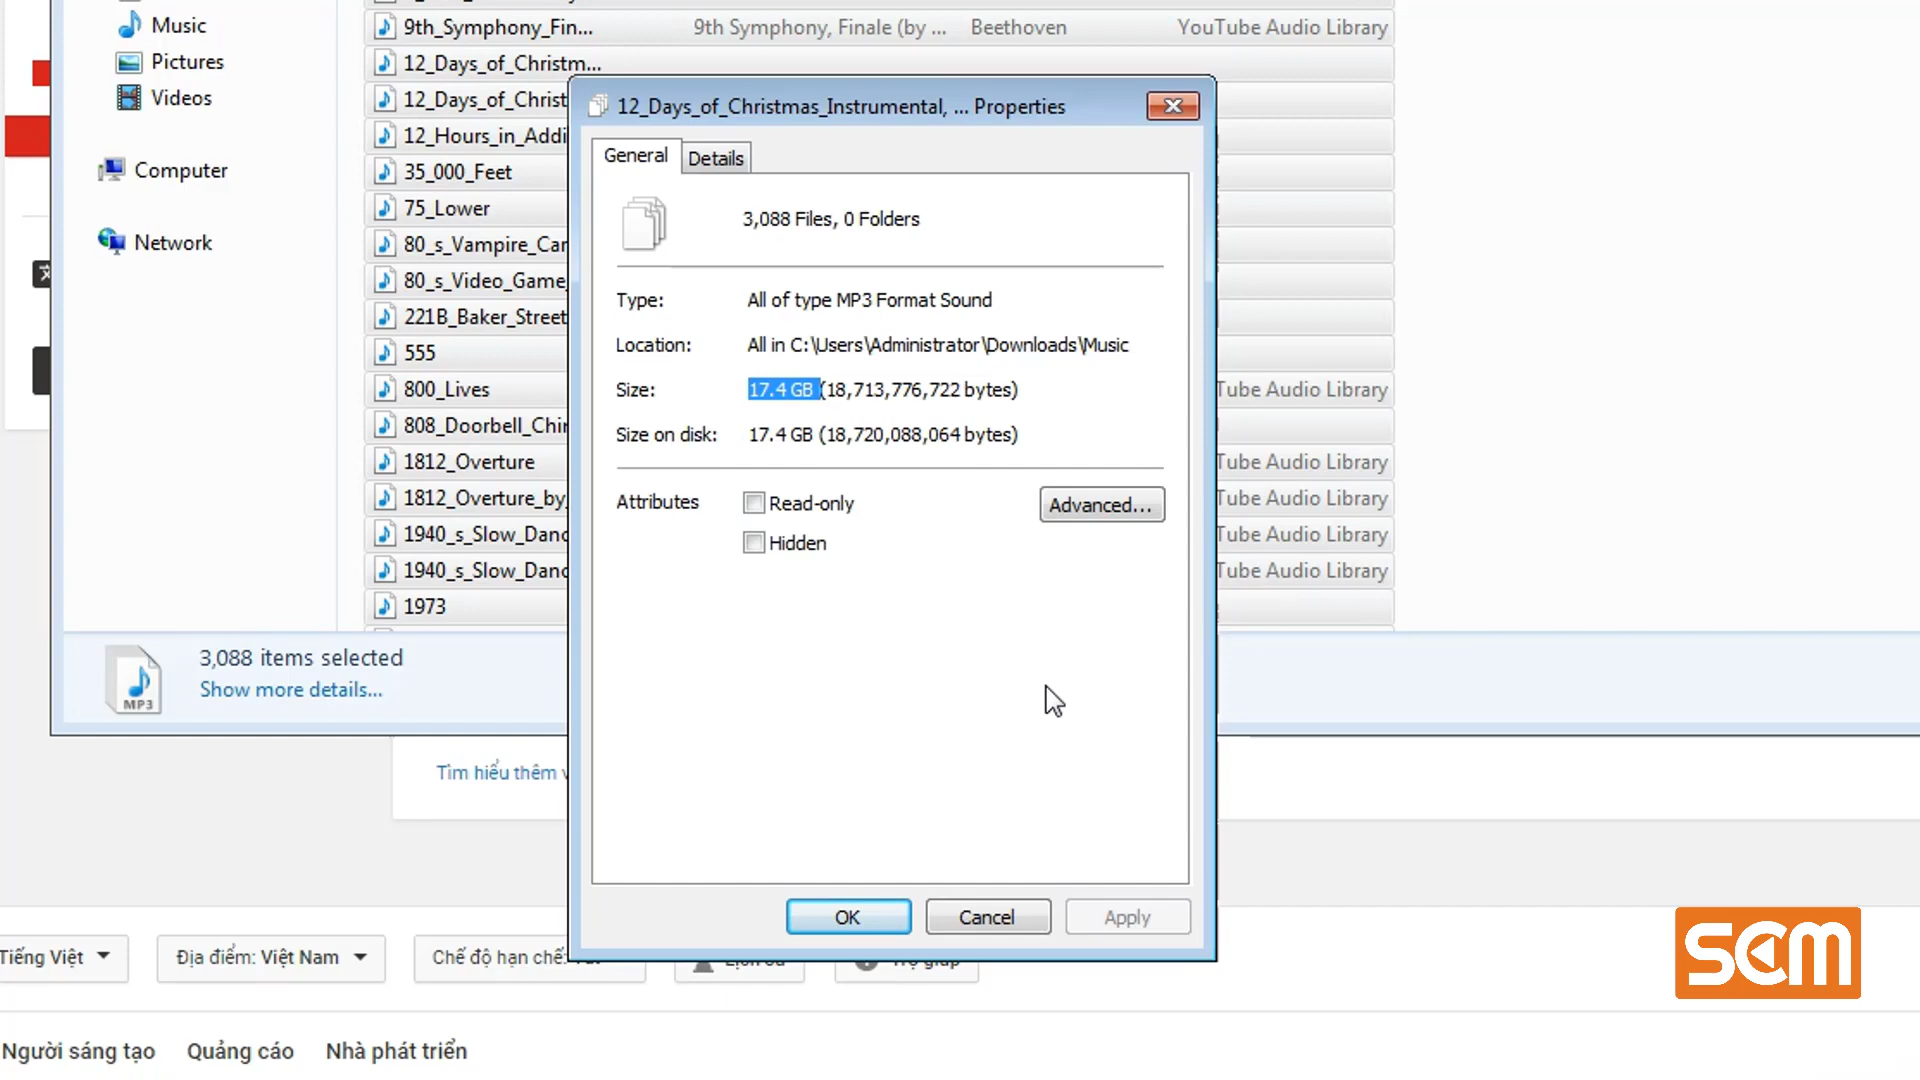 Music
Pictures
Videos
Computer
Network
9th_Symphony_Fin... 9th Symphony, Finale (by ... Beethoven YouTube Audio Library
12_Days_of_Christm...
12_Days_of_Christ
12_Hours_in_Addi
35_000_Feet
75_Lower
80_s_Vampire_Car
80_s_Video_Game_
221B_Baker_Street
555
800_Lives Tube Audio Library
808_Doorbell_Chir
1812_Overture Tube Audio Library
1812_Overture_by_ Tube Audio Library
1940_s_Slow_Danc Tube Audio Library
1940_s_Slow_Danc Tube Audio Library
1973
12_Days_of_Christmas_Instrumental, ... Properties
General Details
3,088 Files, 0 Folders
Type: All of type MP3 Format Sound
Location: All in C:\Users\Administrator\Downloads\Music
Size: 17.4 GB (18,713,776,722 bytes)
Size on disk: 17.4 GB (18,720,088,064 bytes)
Attributes Read-only Advanced...
Hidden
OK Cancel Apply
MP3
3,088 items selected
Show more details...
Tìm hiểu thêm v
Tiếng Việt Địa điểm: Việt Nam Chế độ hạn chế:
Người sáng tạo Quảng cáo Nhà phát triển
SCM